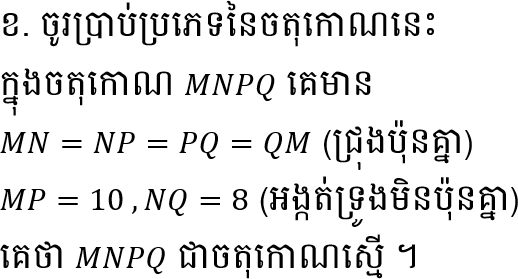 ខ. ចូរប្រាប់ប្រភេទនៃចតុកោណនេះ
ក្នុងចតុកោណ MNPQ គេមាន
MN = NP = PQ = QM (ជ្រុងប៉ុនគ្នា)
MP = 10 , NQ = 8 (អង្កត់ទ្រូងមិនប៉ុនគ្នា)
គេថា MNPQ ជាចតុកោណស្មើ ។